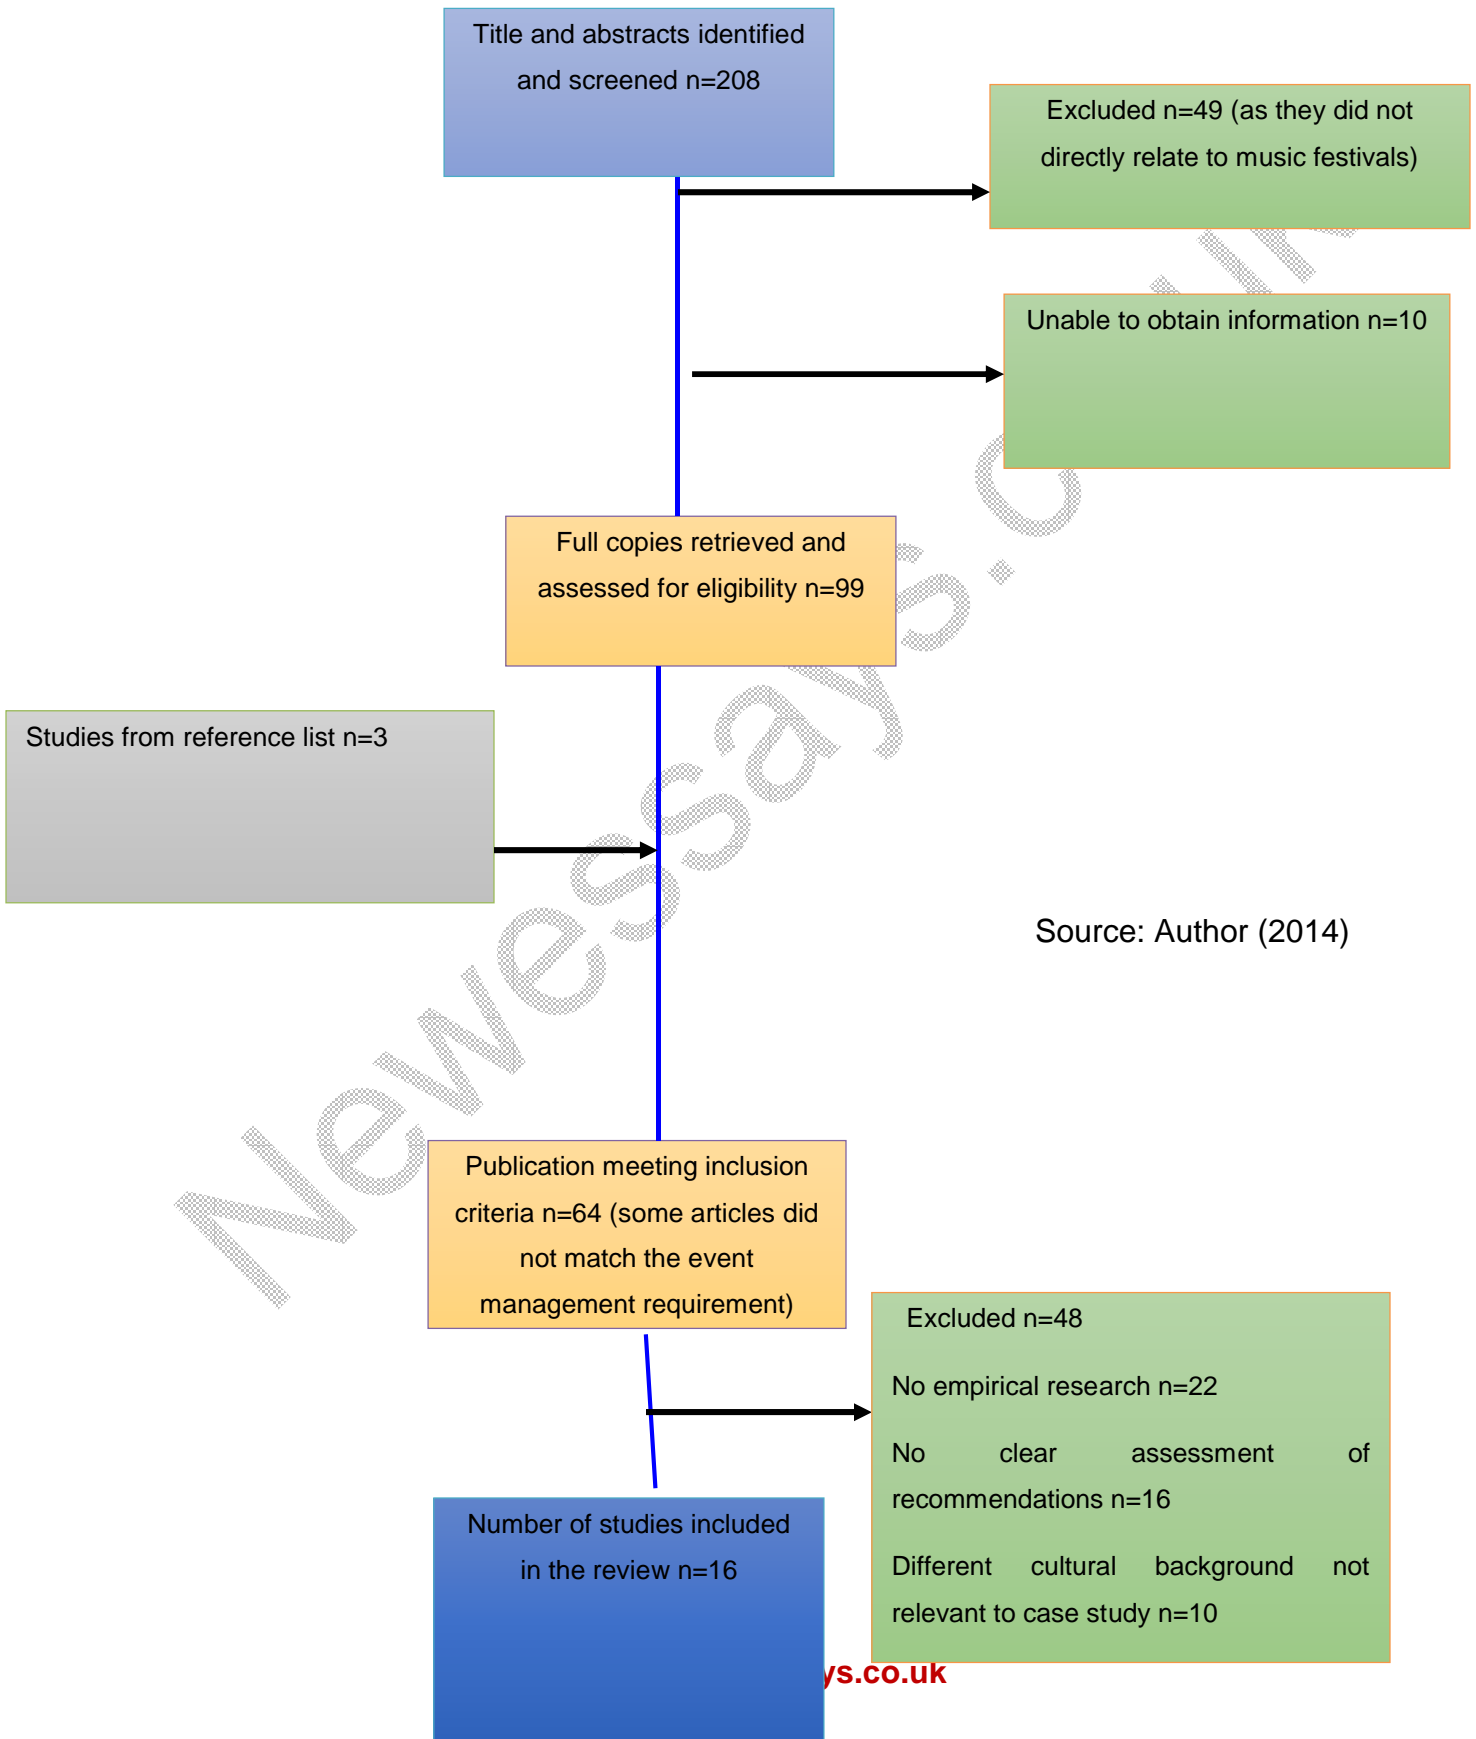 Title and abstracts identified
and screened n=208
Excluded n=49 (as they did not
directly relate to music festivals)
Unable to obtain information n=10
Full copies retrieved and
assessed for eligibility n=99
Studies from reference list n=3
Source: Author (2014)
Publication meeting inclusion
criteria n=64 (some articles did
not match the event
management requirement)
Excluded n=48
No empirical research n=22
No clear assessment of
recommendations n=16
Different cultural background not
relevant to case study n=10
Number of studies included
in the review n=16
ys.co.uk